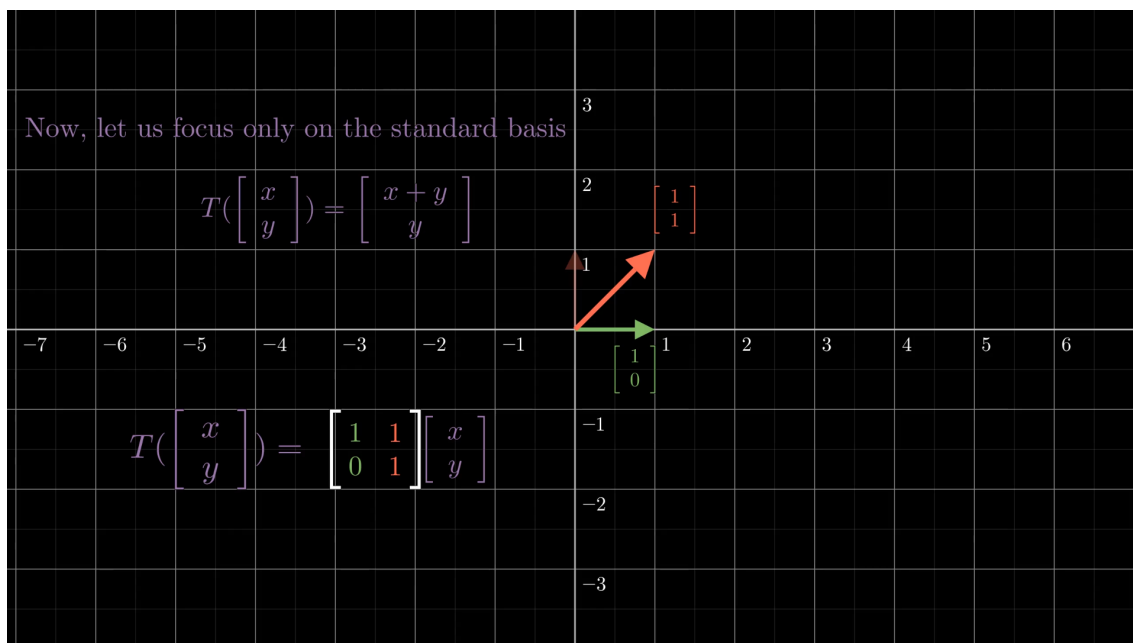 Now, let us focus only on the standard basis
T([x y]) = [x + y y]
T([x y]) = [1 1 0 1] [x y]
[1 1]
[1 0]
3
2
1
−7 −6 −5 −4 −3 −2 −1 1 2 3 4 5 6
−1
−2
−3